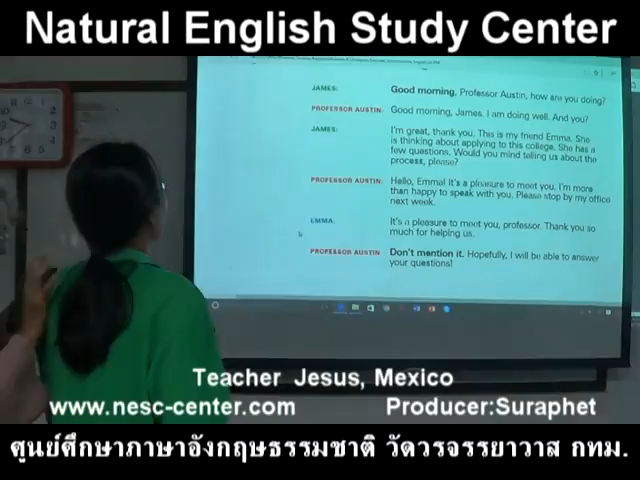 Natural English Study Center
JAMES: Good morning, Professor Austin, how are you doing?
PROFESSOR AUSTIN: Good morning, James. I am doing well. And you?
JAMES: I'm great, thank you. This is my friend Emma. She
is thinking about applying to this college. She has a
few questions. Would you mind telling us about the
process, please?
PROFESSOR AUSTIN: Hello, Emma! It's a pleasure to meet you. I'm more
than happy to speak with you. Please stop by my office
next week.
EMMA: It's a pleasure to meet you, professor. Thank you so
much for helping us.
PROFESSOR AUSTIN Don't mention it. Hopefully, I will be able to answer
your questions!
Teacher Jesus, Mexico
www.nesc-center.com Producer:Suraphet
ศูนย์ศึกษาภาษาอังกฤษธรรมชาติ วัดวรจรรยาวาส กทม.